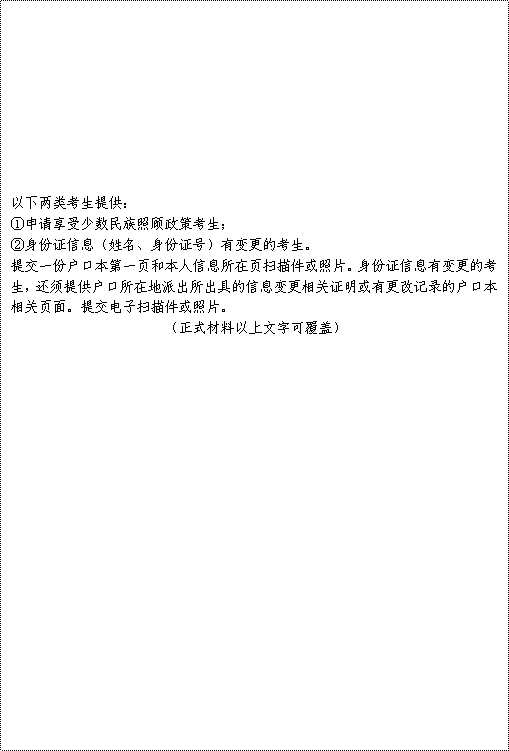 以下两类考生提供：
①申请享受少数民族照顾政策考生；
②身份证信息（姓名、身份证号）有变更的考生。
提交一份户口本第一页和本人信息所在页扫描件或照片。身份证信息有变更的考
生，还须提供户口所在地派出所出具的信息变更相关证明或有更改记录的户口本
相关页面。提交电子扫描件或照片。
（正式材料以上文字可覆盖）